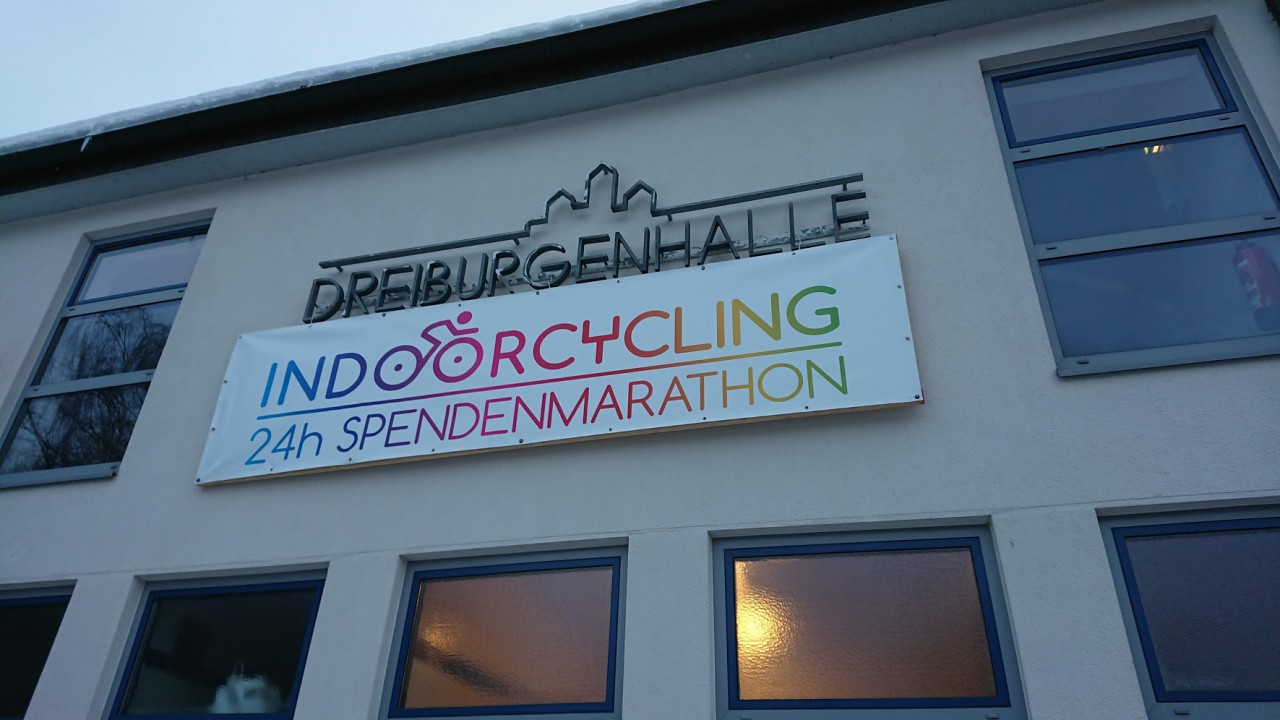 DREIBURGENHALLE
INDOORCYCLING
24h SPENDENMARATHON